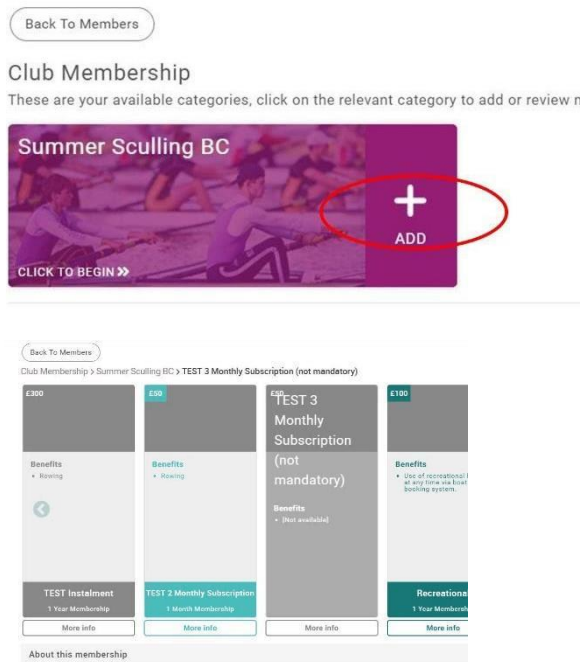 Back To Members
Club Membership
These are your available categories, click on the relevant category to add or review
Summer Sculling BC
ADD
CLICK TO BEGIN »
Back To Members
Club Membership > Summer Sculling BC > TEST 3 Monthly Subscription (not mandatory)
£300
Benefits
• Rowing
TEST Instalment
1 Year Membership
More info
£50
Benefits
• Rowing
TEST 2 Monthly Subscription
1 Month Membership
More info
TEST 3
Monthly
Subscription
(not
mandatory)
Benefits
• (Not available)
More info
£100
Benefits
• Use of recreational
at any time via boat
booking system.
Recreational
1 Year
More info
About this membership